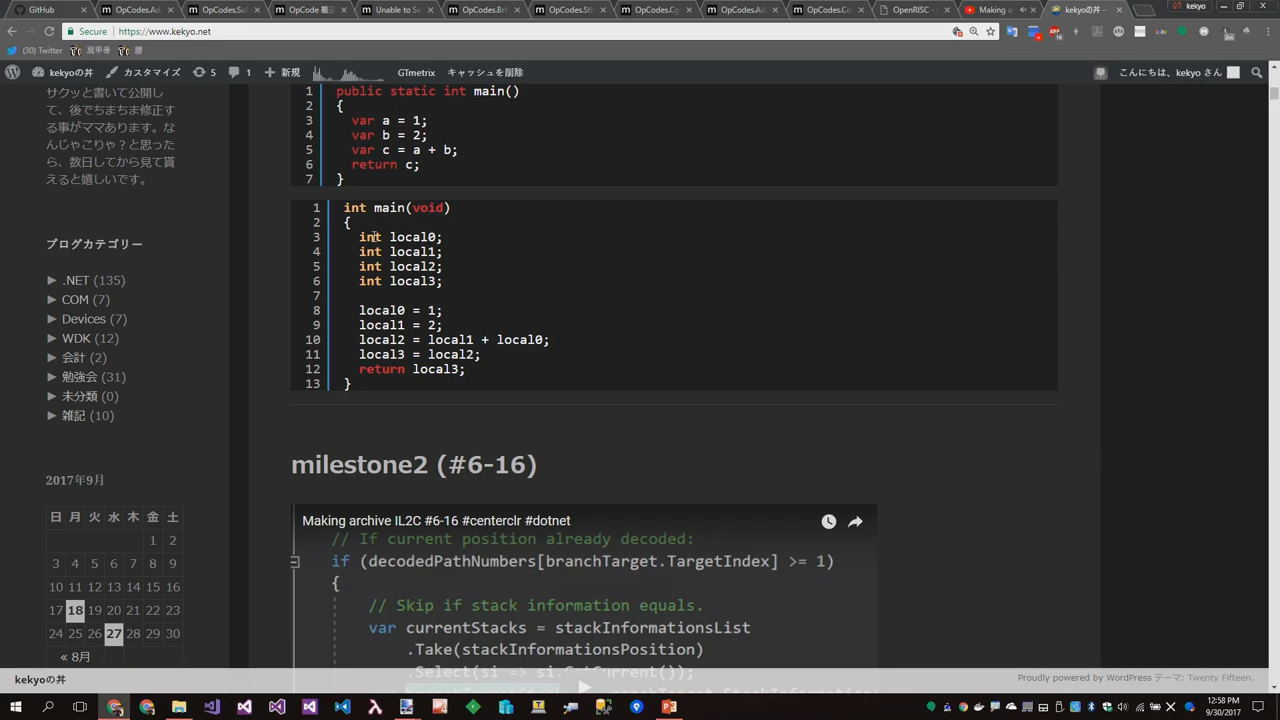 GitHub
OpCodes.Ad
OpCodes.Sul
OpCode
Unable to Se
OpCodes.Brf
OpCodes.Stl
OpCodes.Cg
OpCodes.Ad
OpCodes.Co
OpenRISC -
Making a
kekyoの丼 -
kekyo
Secure
https://www.kekyo.net
(30) Twitter
肩甲骨
腰
kekyoの丼
カスタマイズ
5
1
新規
GTmetrix
キャッシュを削除
こんにちは、kekyo さん
サクッと書いて公開し
て、後でちまちま修正す
る事がママあります。な
んじゃこりゃ？と思った
ら、数日してから見て貰
えると嬉しいです。
ブログカテゴリー
► .NET (135)
► COM (7)
► Devices (7)
► WDK (12)
► 会計 (2)
► 勉強会 (31)
► 未分類 (0)
► 雑記 (10)
2017年9月
日 月 火 水 木 金 土
1 2
3 4 5 6 7 8 9
10 11 12 13 14 15 16
17 18 19 20 21 22 23
24 25 26 27 28 29 30
« 8月
1 public static int main()
2 {
3 var a = 1;
4 var b = 2;
5 var c = a + b;
6 return c;
7 }
1 int main(void)
2 {
3 int local0;
4 int local1;
5 int local2;
6 int local3;
7
8 local0 = 1;
9 local1 = 2;
10 local2 = local1 + local0;
11 local3 = local2;
12 return local3;
13 }
milestone2 (#6-16)
Making archive IL2C #6-16 #centerclr #dotnet
// If current position already decoded:
if (decodedPathNumbers[branchTarget.TargetIndex] >= 1)
{
// Skip if stack information equals.
var currentStacks = stackInformationsList
.Take(stackInformationsPosition)
.Select(si => si.GetCurrent());
kekyoの丼
Proudly powered by WordPress テーマ: Twenty Fifteen.
12:58 PM
9/30/2017